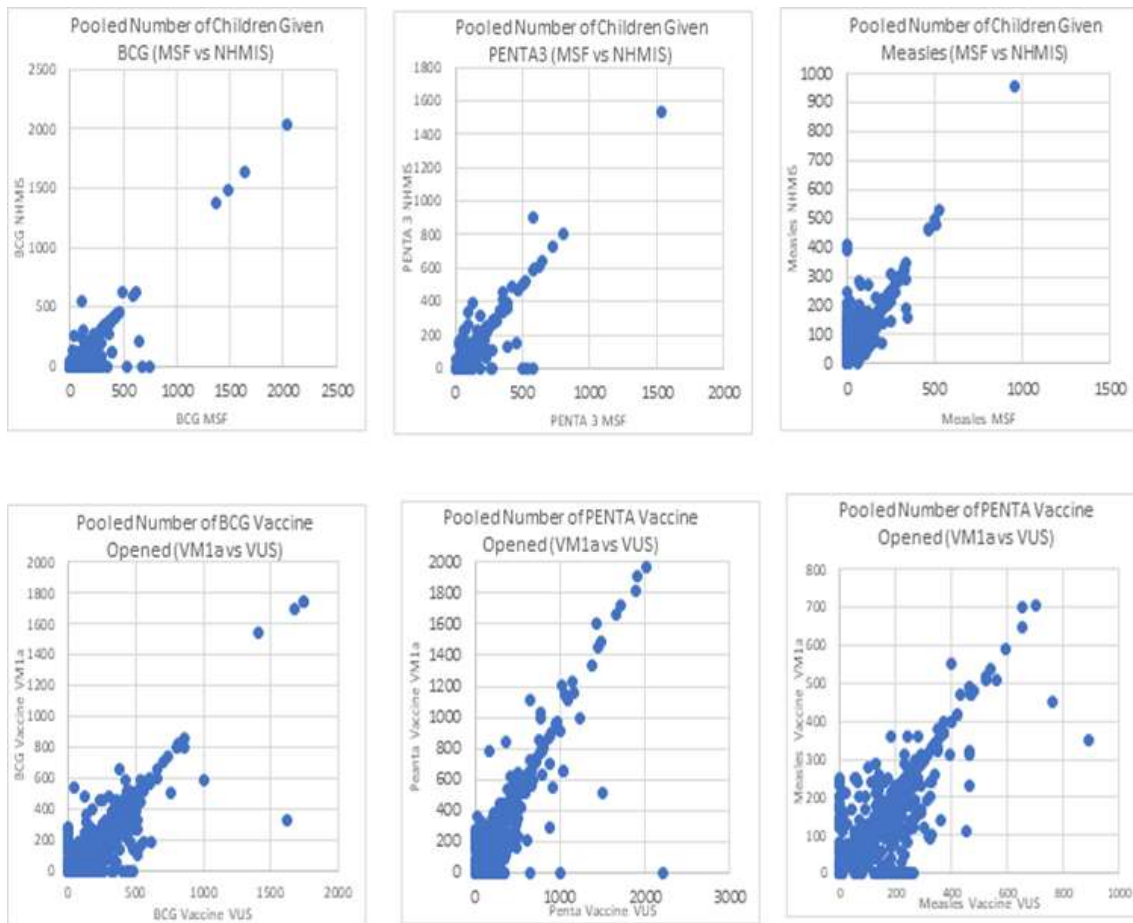 Pooled Number of Children Given
BCG (MSF vs NHMIS)
2500
2000
1500
1000
500
0
0 500 1000 1500 2000 2500
BCG NHMIS
BCG MSF
Pooled Number of Children Given
PENTA3 (MSF vs NHMIS)
1800
1600
1400
1200
1000
800
600
400
200
0
0 500 1000 1500 2000
PENTA 3 NHMIS
PENTA 3 MSF
Pooled Number of Children Given
Measles (MSF vs NHMIS)
1000
900
800
700
600
500
400
300
200
100
0
0 500 1000 1500
Measles NHMIS
Measles MSF
Pooled Number of BCG Vaccine
Opened (VM1a vs VUS)
2000
1800
1600
1400
1200
1000
800
600
400
200
0
0 500 1000 1500 2000
BCG Vaccine VM1a
BCG Vaccine VUS
Pooled Number of PENTA Vaccine
Opened (VM1a vs VUS)
2000
1800
1600
1400
1200
1000
800
600
400
200
0
0 1000 2000 3000
Peanta Vaccine VM1a
Penta Vaccine VUS
Pooled Number of PENTA Vaccine
Opened (VM1a vs VUS)
800
700
600
500
400
300
200
100
0
0 200 400 600 800 1000
Measles Vaccine VM1a
Measles Vaccine VUS